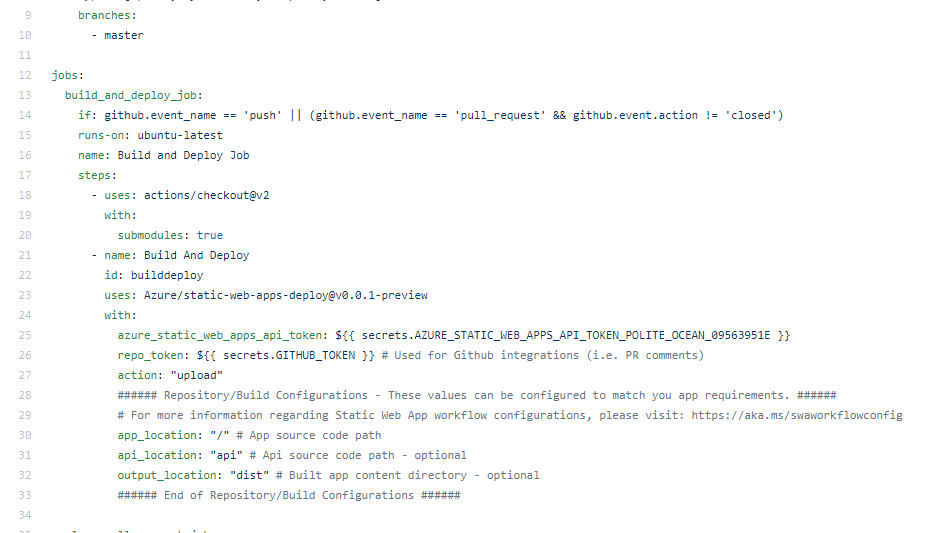 9 branches:
10 - master
11
12 jobs:
13 build_and_deploy_job:
14 if: github.event_name == 'push' || (github.event_name == 'pull_request' && github.event.action != 'closed')
15 runs-on: ubuntu-latest
16 name: Build and Deploy Job
17 steps:
18 - uses: actions/checkout@v2
19 with:
20 submodules: true
21 - name: Build And Deploy
22 id: builddeploy
23 uses: Azure/static-web-apps-deploy@v0.0.1-preview
24 with:
25 azure_static_web_apps_api_token: ${{ secrets.AZURE_STATIC_WEB_APPS_API_TOKEN_POLITE_OCEAN_09563951E }}
26 repo_token: ${{ secrets.GITHUB_TOKEN }} # Used for Github integrations (i.e. PR comments)
27 action: "upload"
28 ###### Repository/Build Configurations - These values can be configured to match you app requirements. ######
29 # For more information regarding Static Web App workflow configurations, please visit: https://aka.ms/swaworkflowconfig
30 app_location: "/" # App source code path
31 api_location: "api" # Api source code path - optional
32 output_location: "dist" # Built app content directory - optional
33 ###### End of Repository/Build Configurations ######
34